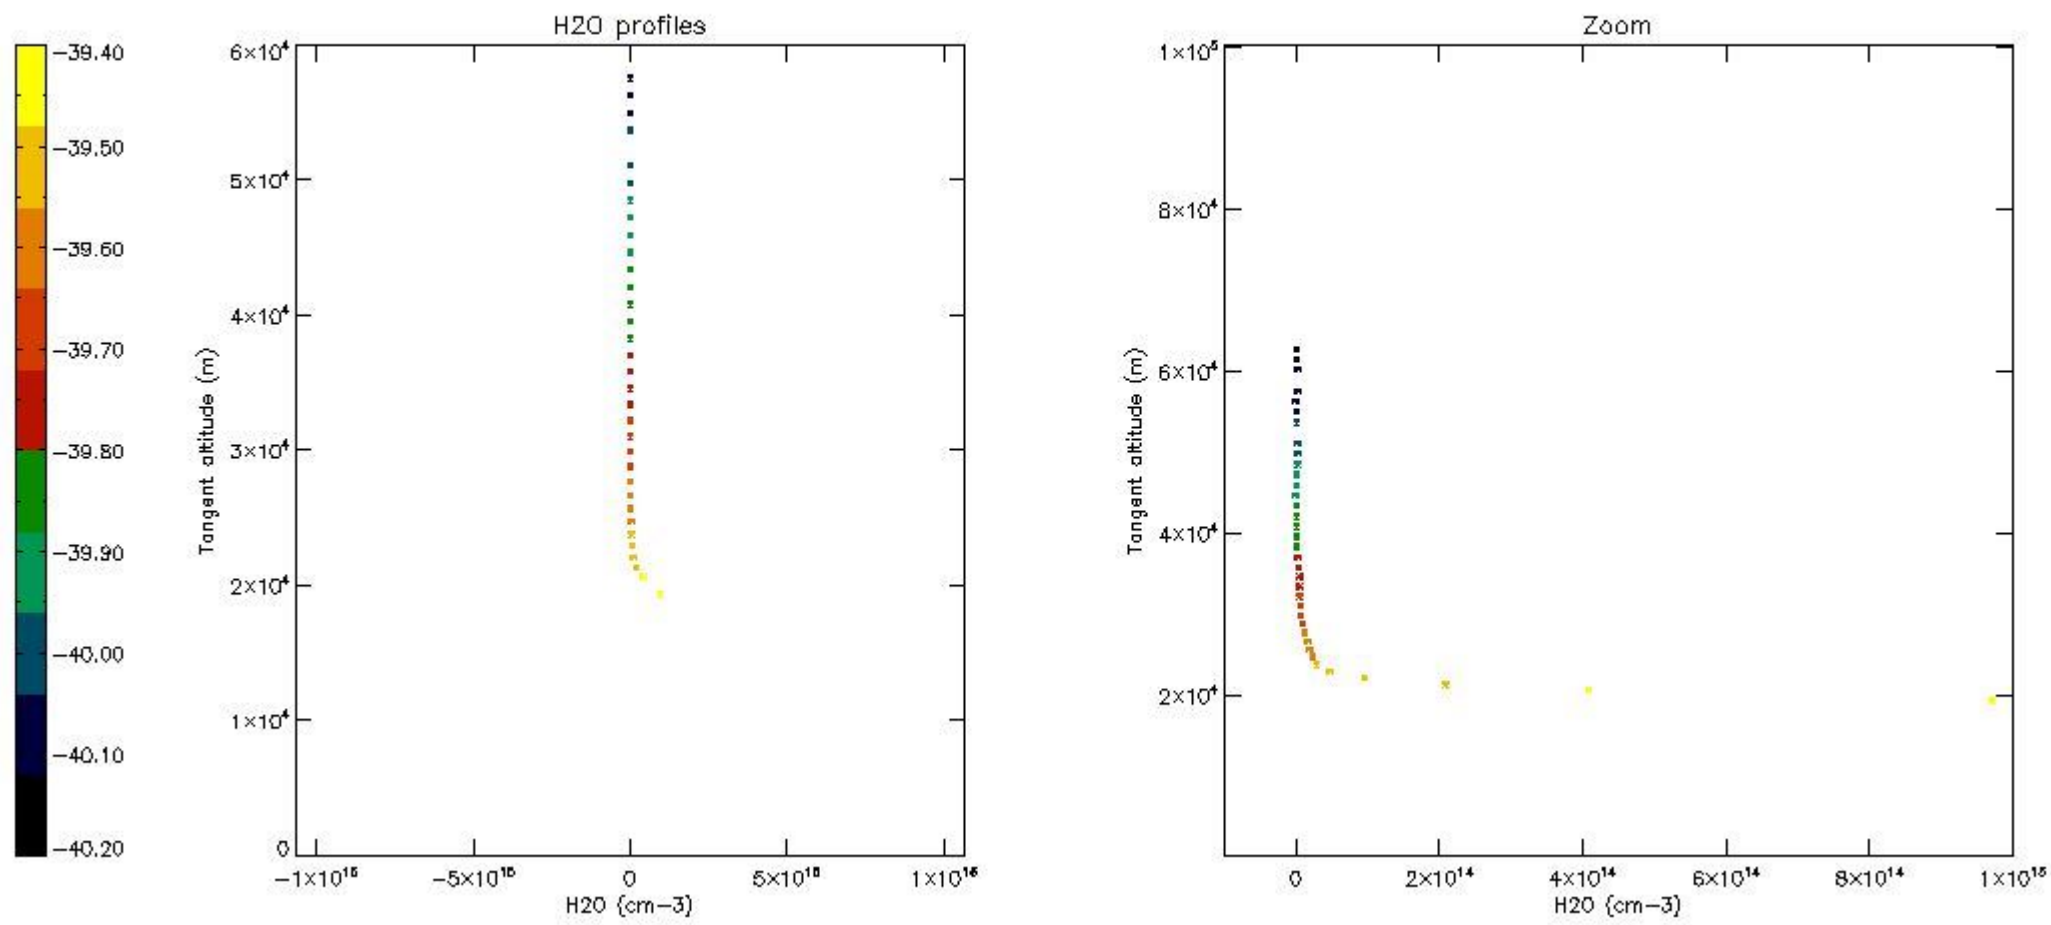 H2O profiles
−39.40
−39.50
−39.60
−39.70
−39.80
−39.90
−40.00
−40.10
−40.20
6×10⁴
5×10⁴
4×10⁴
3×10⁴
2×10⁴
1×10⁴
0
Tangent altitude (m)
−1×10¹⁶ −5×10¹⁵ 0 5×10¹⁵ 1×10¹⁶
H2O (cm−3)
Zoom
1×10⁵
8×10⁴
6×10⁴
4×10⁴
2×10⁴
Tangent altitude (m)
0 2×10¹⁴ 4×10¹⁴ 6×10¹⁴ 8×10¹⁴ 1×10¹⁵
H2O (cm−3)